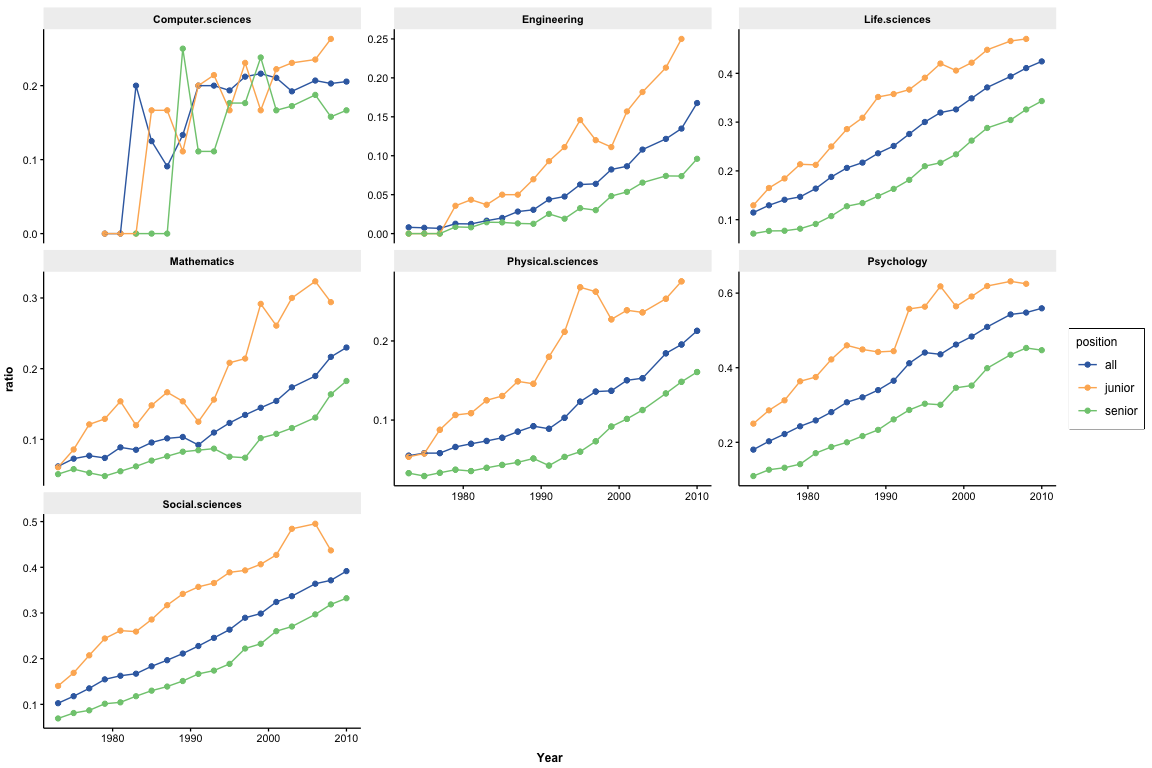 Computer.sciences
0.2
0.1
0.0
Engineering
0.25
0.20
0.15
0.10
0.05
0.00
Life.sciences
0.4
0.3
0.2
0.1
Mathematics
0.3
0.2
0.1
Physical.sciences
0.2
0.1
1980 1990 2000 2010
Psychology
0.6
0.4
0.2
1980 1990 2000 2010
Social.sciences
0.5
0.4
0.3
0.2
0.1
1980 1990 2000 2010
ratio
Year
position
all
junior
senior